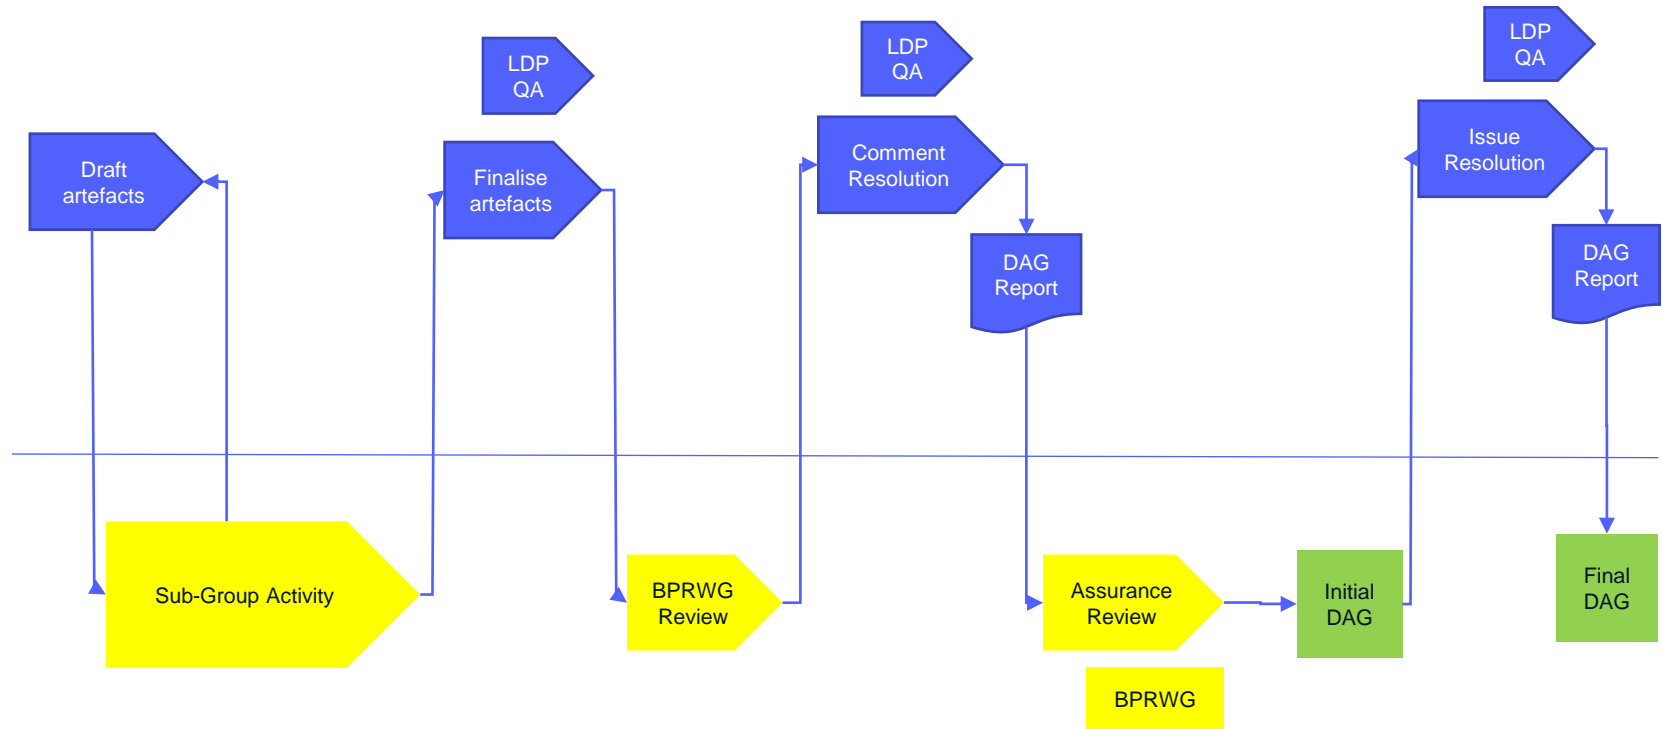 LDP
QA
LDP
QA
LDP
QA
Draft
artefacts
Finalise
artefacts
Comment
Resolution
Issue
Resolution
DAG
Report
DAG
Report
Sub-Group Activity
BPRWG
Review
Assurance
Review
Initial
DAG
Final
DAG
BPRWG